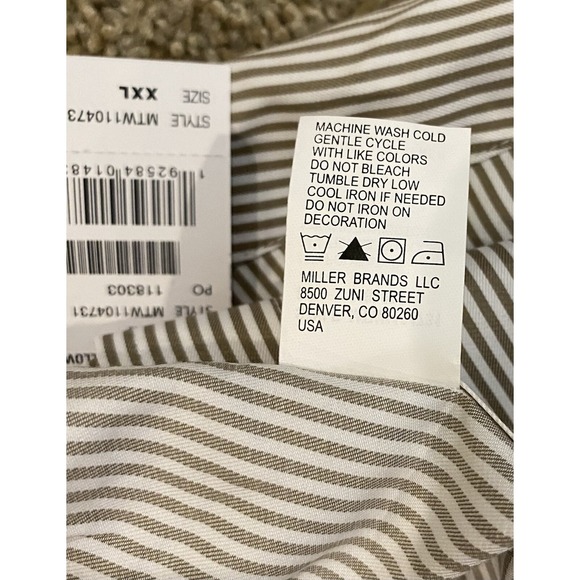 STYLE MTW110473
SIZE XXL
PO 118303
STYLE MTW1104731
MACHINE WASH COLD
GENTLE CYCLE
WITH LIKE COLORS
DO NOT BLEACH
TUMBLE DRY LOW
COOL IRON IF NEEDED
DO NOT IRON ON
DECORATION
MILLER BRANDS LLC
8500 ZUNI STREET
DENVER, CO 80260
USA